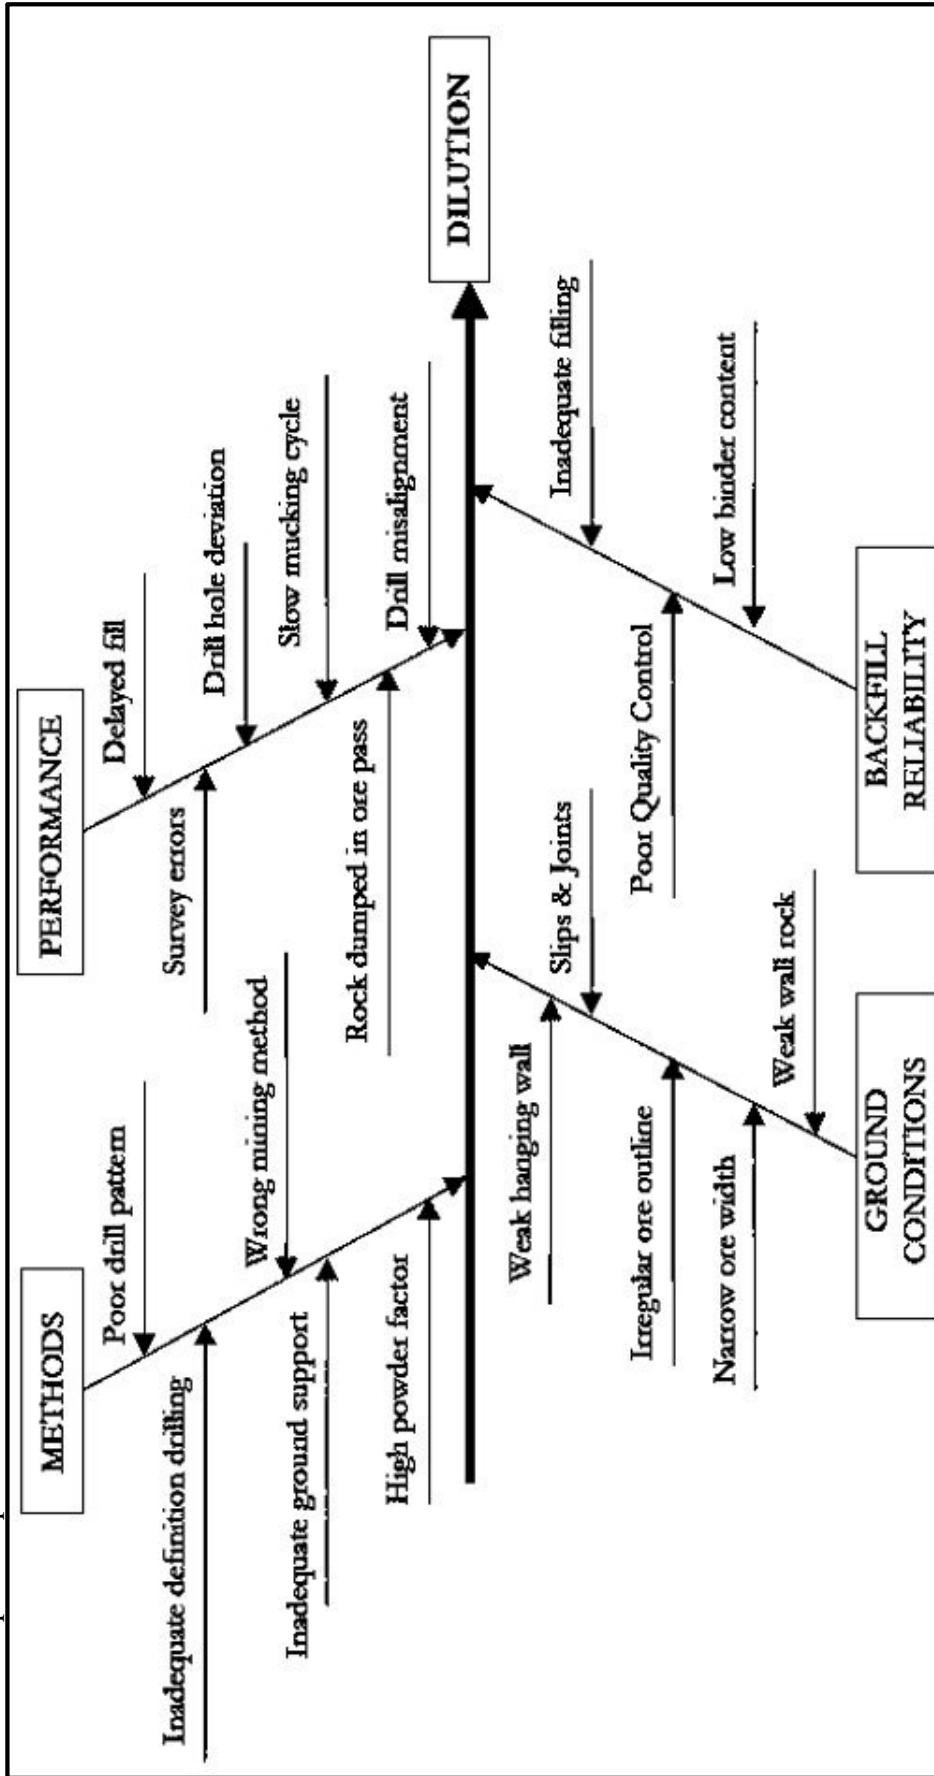 METHODS
Poor drill pattern
Inadequate definition drilling
Wrong mining method
Inadequate ground support
High powder factor
PERFORMANCE
Delayed fill
Survey errors
Drill hole deviation
Slow mucking cycle
Rock dumped in ore pass
Drill misalignment
DILUTION
Weak hanging wall
Slips & Joints
Irregular ore outline
Narrow ore width
Weak wall rock
GROUND
CONDITIONS
Inadequate filling
Poor Quality Control
Low binder content
BACKFILL
RELIABILITY